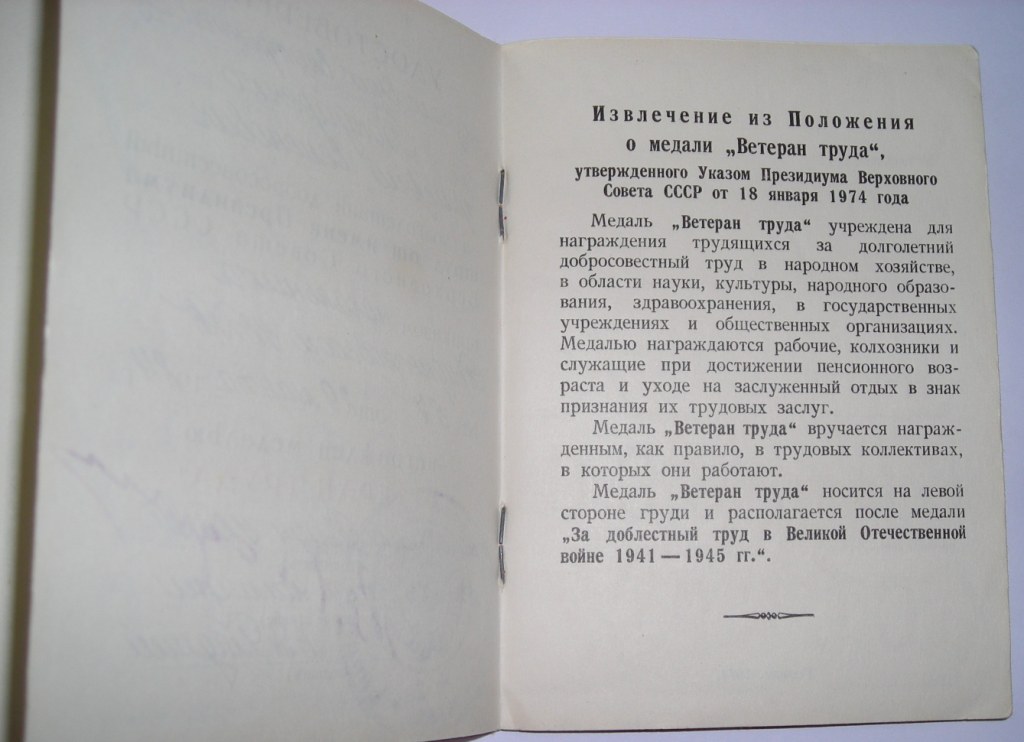 Извлечение из Положения
о медали „Ветеран труда“,
утвержденного Указом Президиума Верховного
Совета СССР от 18 января 1974 года
Медаль „Ветеран труда“ учреждена для
награждения трудящихся за долголетний
добросовестный труд в народном хозяйстве,
в области науки, культуры, народного образо-
вания, здравоохранения, в государственных
учреждениях и общественных организациях.
Медалью награждаются рабочие, колхозники и
служащие при достижении пенсионного воз-
раста и уходе на заслуженный отдых в знак
признания их трудовых заслуг.
Медаль „Ветеран труда“ вручается награж-
денным, как правило, в трудовых коллективах,
в которых они работают.
Медаль „Ветеран труда“ носится на левой
стороне груди и располагается после медали
„За доблестный труд в Великой Отечественной
войне 1941 — 1945 гг.“.